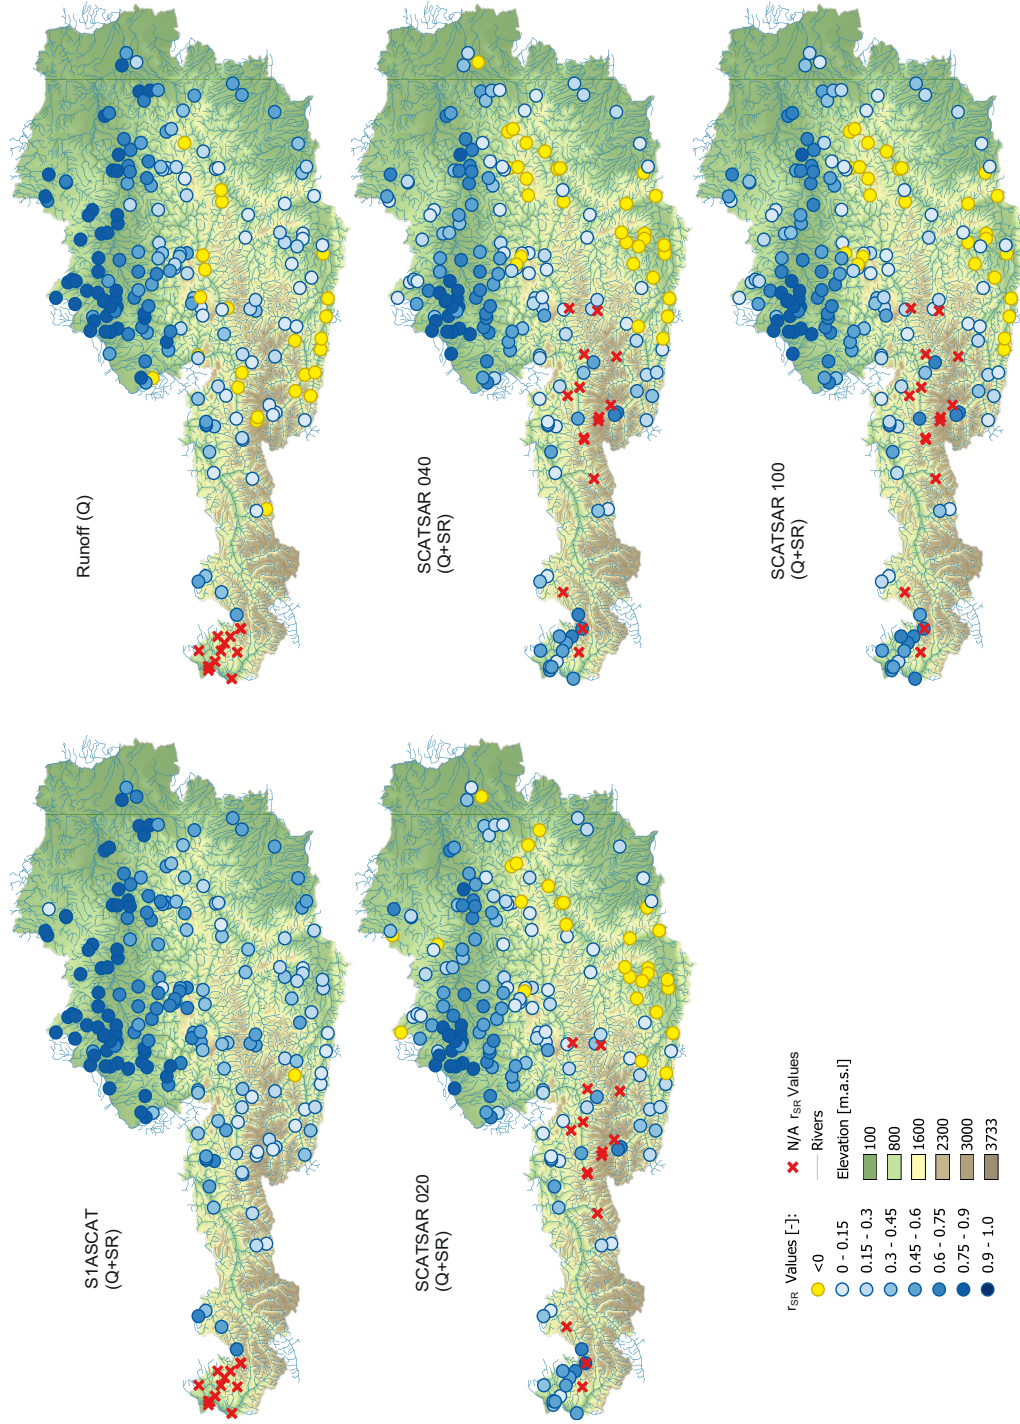 S1ASCAT
(Q+SR)
Runoff (Q)
SCATSAR 020
(Q+SR)
SCATSAR 040
(Q+SR)
SCATSAR 100
(Q+SR)
rSR Values [-]:
<0
0 - 0.15
0.15 - 0.3
0.3 - 0.45
0.45 - 0.6
0.6 - 0.75
0.75 - 0.9
0.9 - 1.0
N/A rSR Values
Rivers
Elevation [m.a.s.l]
100
800
1600
2300
3000
3733